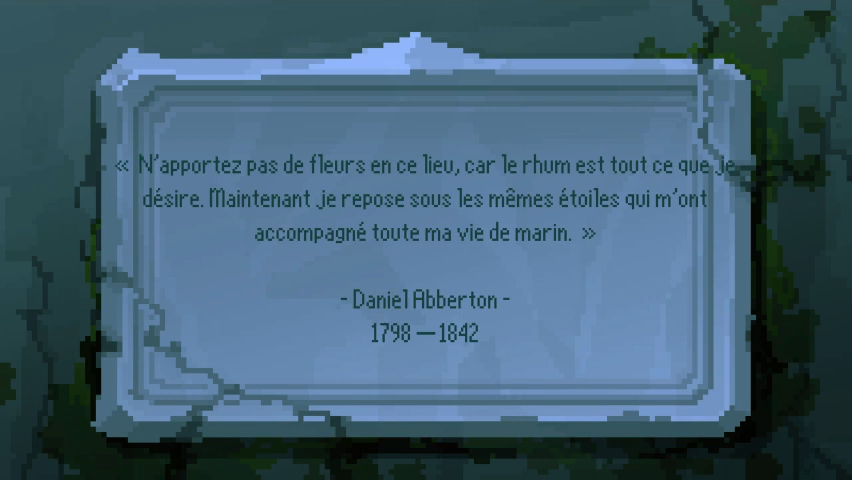 « N'apportez pas de fleurs en ce lieu, car le rhum est tout ce que je
désire. Maintenant je repose sous les mêmes étoiles qui m'ont
accompagné toute ma vie de marin. »
- Daniel Abberton -
1798 — 1842